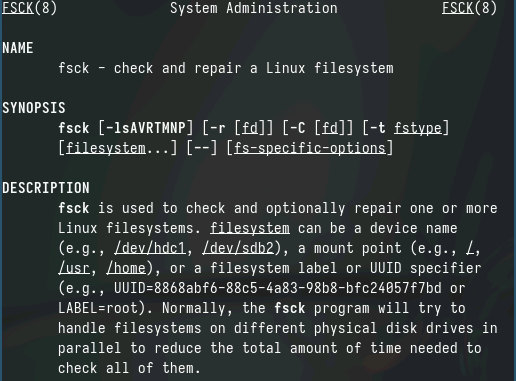 FSCK(8) System Administration FSCK(8)
NAME
fsck - check and repair a Linux filesystem
SYNOPSIS
fsck [-lsAVRTMNP] [-r [fd]] [-C [fd]] [-t fstype]
[filesystem...] [--] [fs-specific-options]
DESCRIPTION
fsck is used to check and optionally repair one or more
Linux filesystems. filesystem can be a device name
(e.g., /dev/hdc1, /dev/sdb2), a mount point (e.g., /,
/usr, /home), or a filesystem label or UUID specifier
(e.g., UUID=8868abf6-88c5-4a83-98b8-bfc24057f7bd or
LABEL=root). Normally, the fsck program will try to
handle filesystems on different physical disk drives in
parallel to reduce the total amount of time needed to
check all of them.